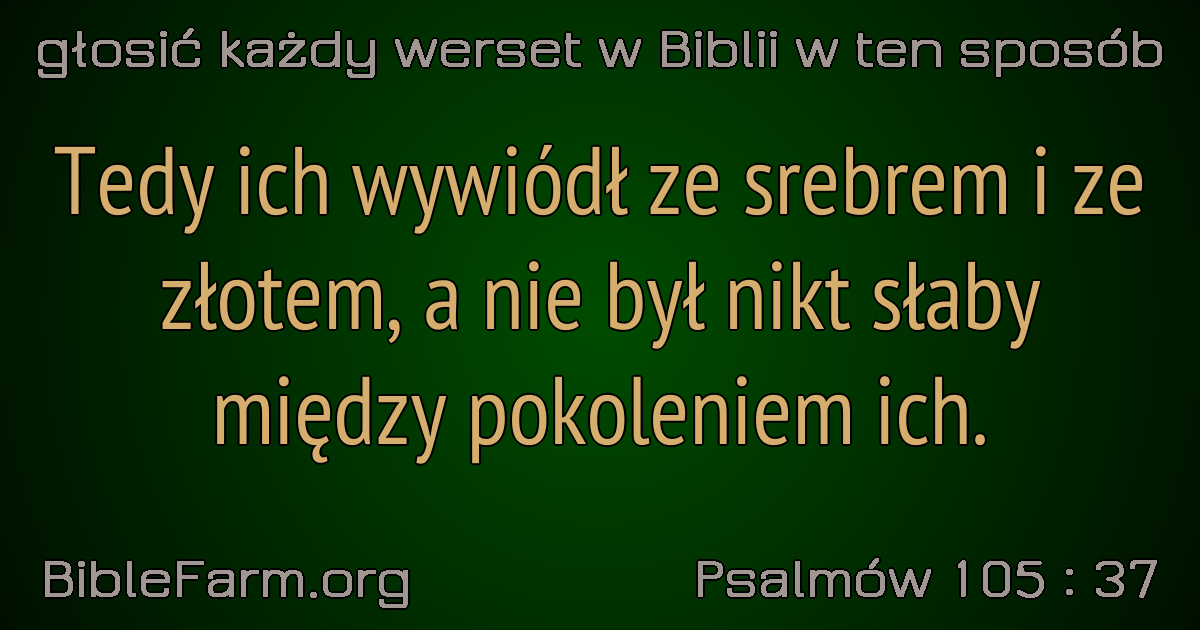 głosić każdy werset w Biblii w ten sposób
Tedy ich wywiódł ze srebrem i ze
złotem, a nie był nikt słaby
między pokoleniem ich.
BibleFarm.org
Psalmów 105 : 37